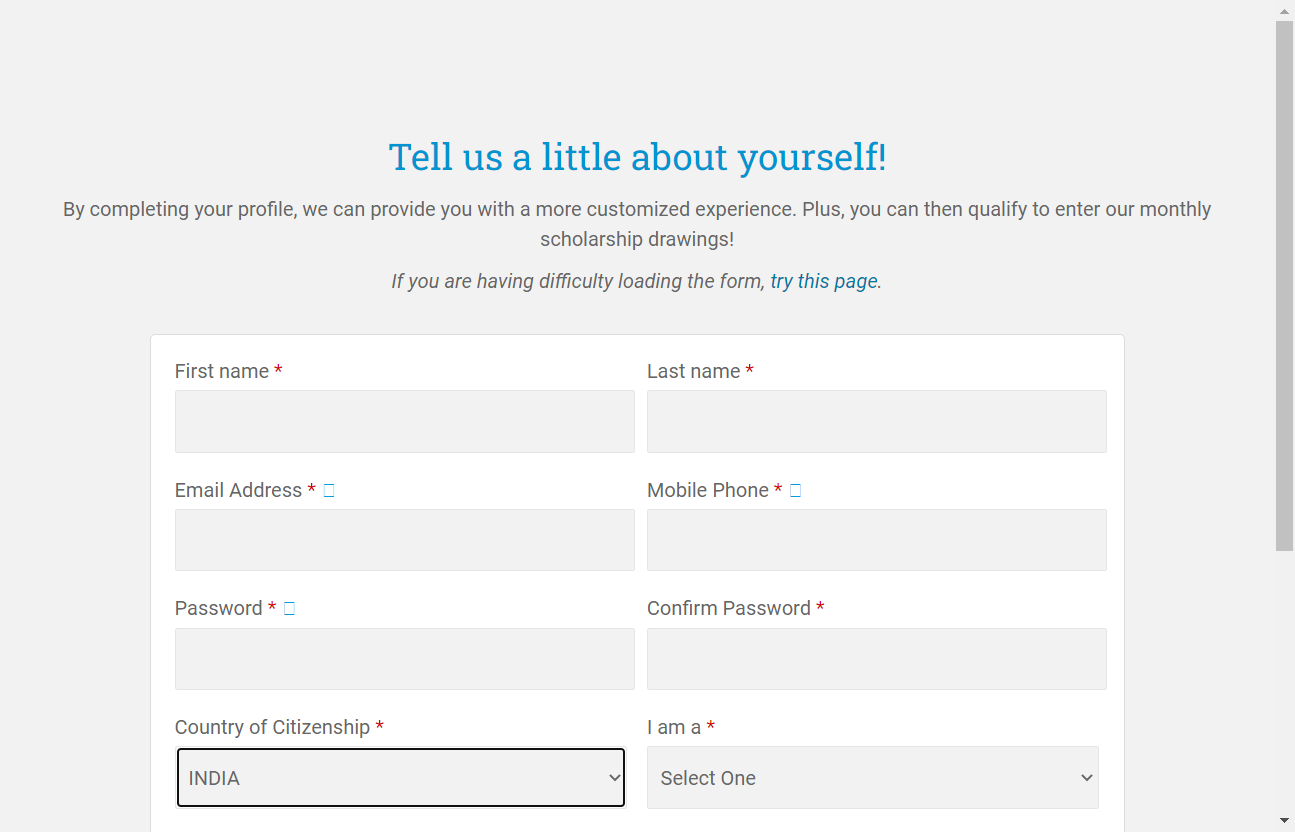 Tell us a little about yourself!
By completing your profile, we can provide you with a more customized experience. Plus, you can then qualify to enter our monthly
scholarship drawings!
If you are having difficulty loading the form, try this page.
First name *
Last name *
Email Address *
Mobile Phone *
Password *
Confirm Password *
Country of Citizenship *
I am a *
INDIA
Select One